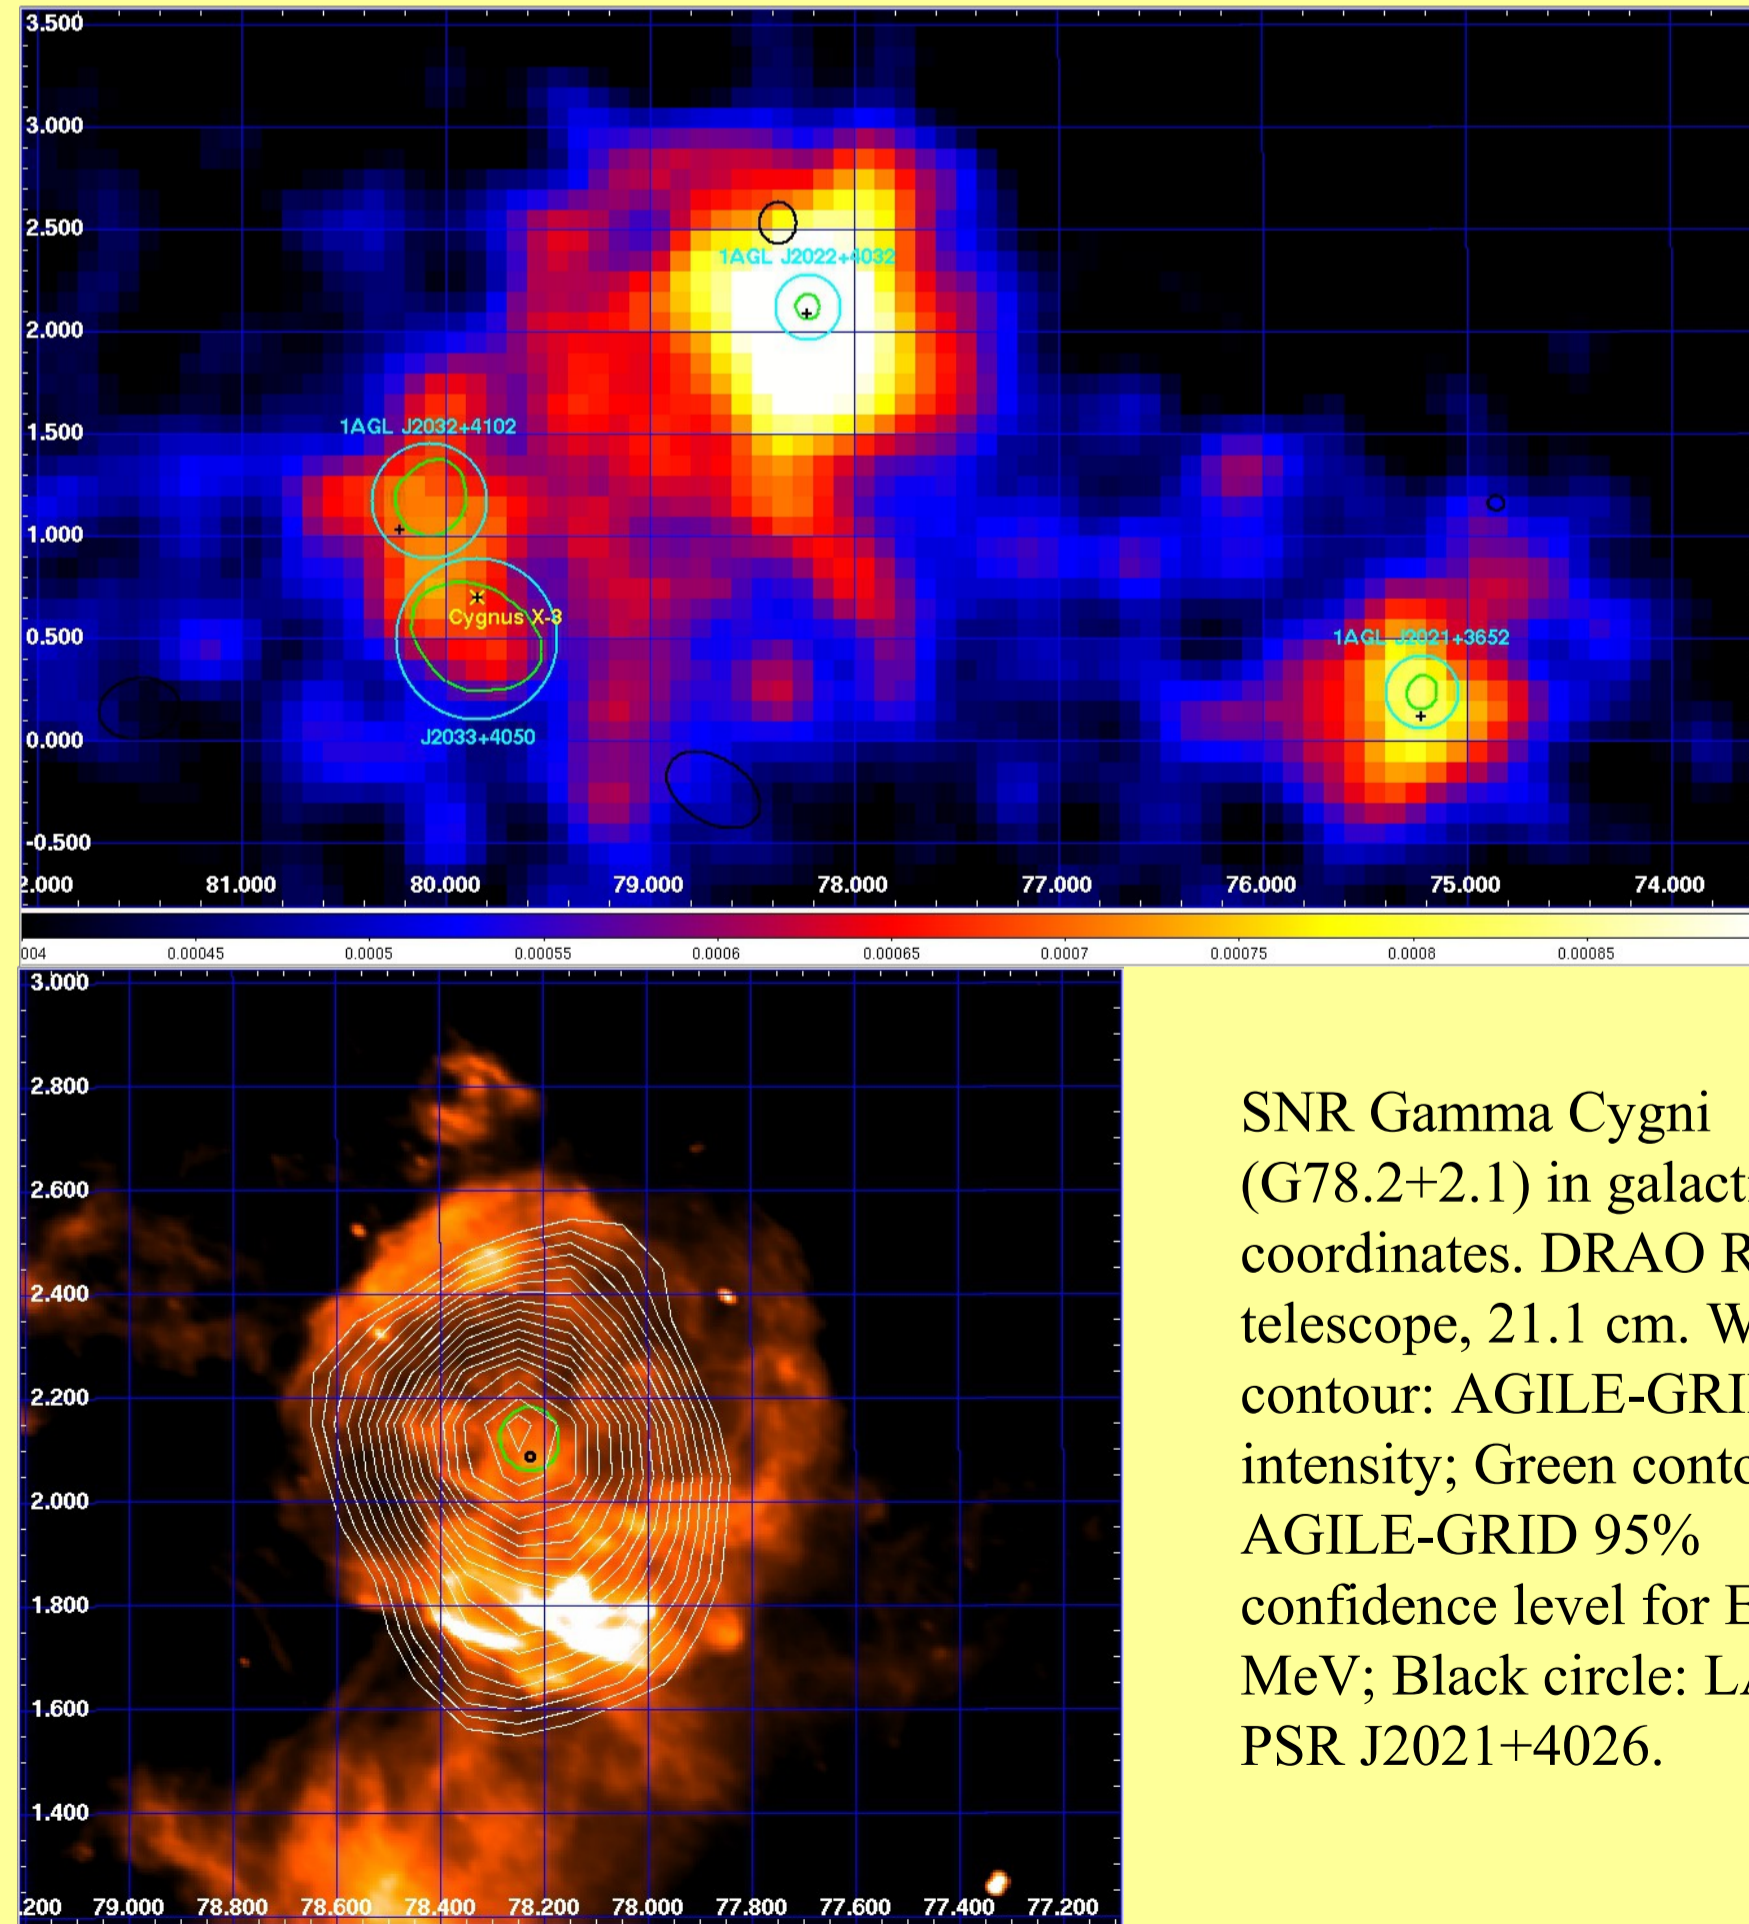 3.500
3.000
2.500
1AGL J2022+4032
2.000
1.500
1AGL J2032+4102
1.000
Cygnus X-3
0.500
1AGL J2021+3652
J2033+4050
0.000
-0.500
2.000 81.000 80.000 79.000 78.000 77.000 76.000 75.000 74.000
004 0.00045 0.0005 0.00055 0.0006 0.00065 0.0007 0.00075 0.0008 0.00085
3.000
2.800
2.600
2.400
2.200
2.000
1.800
1.600
1.400
.200 79.000 78.800 78.600 78.400 78.200 78.000 77.800 77.600 77.400 77.200
SNR Gamma Cygni
(G78.2+2.1) in galact
coordinates. DRAO R
telescope, 21.1 cm. W
contour: AGILE-GRI
intensity; Green conto
AGILE-GRID 95%
confidence level for E
MeV; Black circle: LA
PSR J2021+4026.